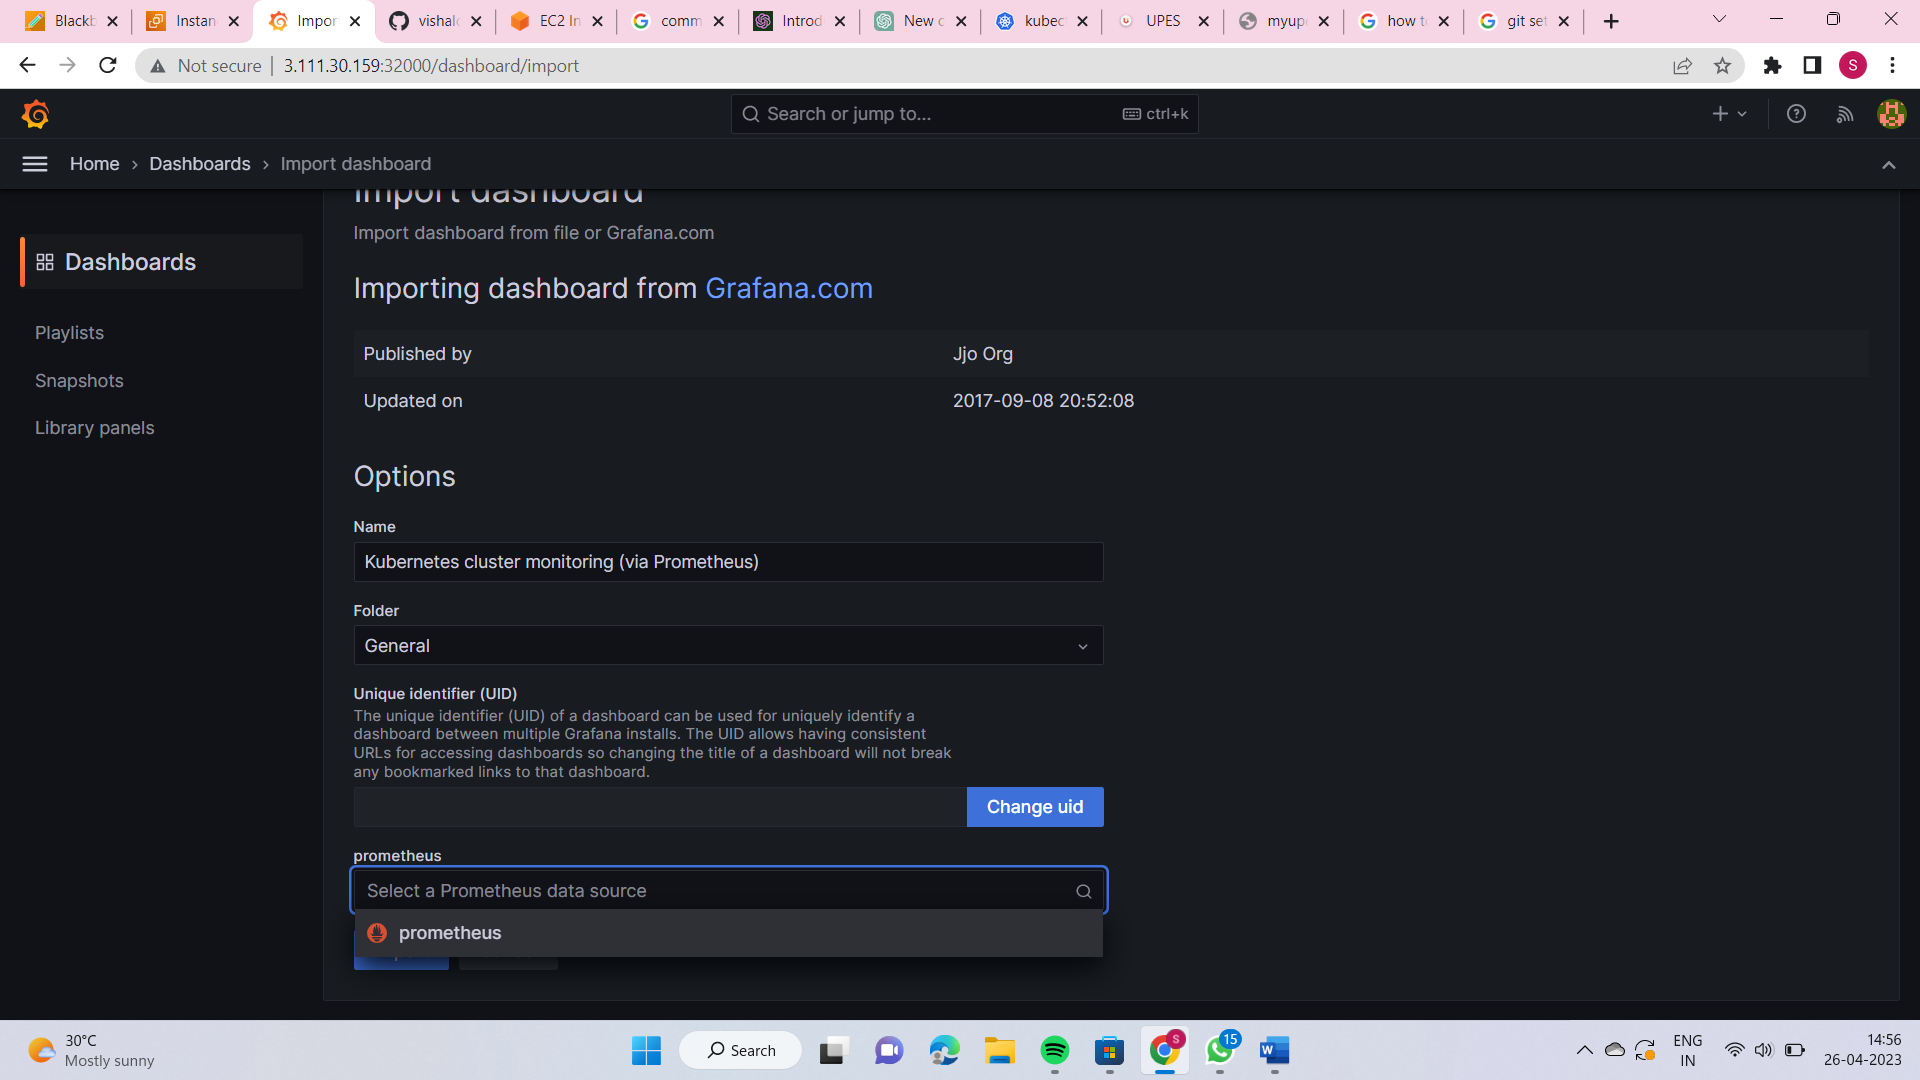 Blackb
Instan
Impor
vishal
EC2 In
comm
Introd
New c
kubec
UPES
myup
how t
git set
Not secure
3.111.30.159:32000/dashboard/import
S
Search or jump to...
ctrl+k
Home › Dashboards › Import dashboard
Import dashboard
Import dashboard from file or Grafana.com
Dashboards
Playlists
Snapshots
Library panels
Importing dashboard from Grafana.com
Published by Jjo Org
Updated on 2017-09-08 20:52:08
Options
Name
Kubernetes cluster monitoring (via Prometheus)
Folder
General
Unique identifier (UID)
The unique identifier (UID) of a dashboard can be used for uniquely identify a
dashboard between multiple Grafana installs. The UID allows having consistent
URLs for accessing dashboards so changing the title of a dashboard will not break
any bookmarked links to that dashboard.
Change uid
prometheus
Select a Prometheus data source
prometheus
30°C
Mostly sunny
Search
S
15
W
ENG
IN
14:56
26-04-2023